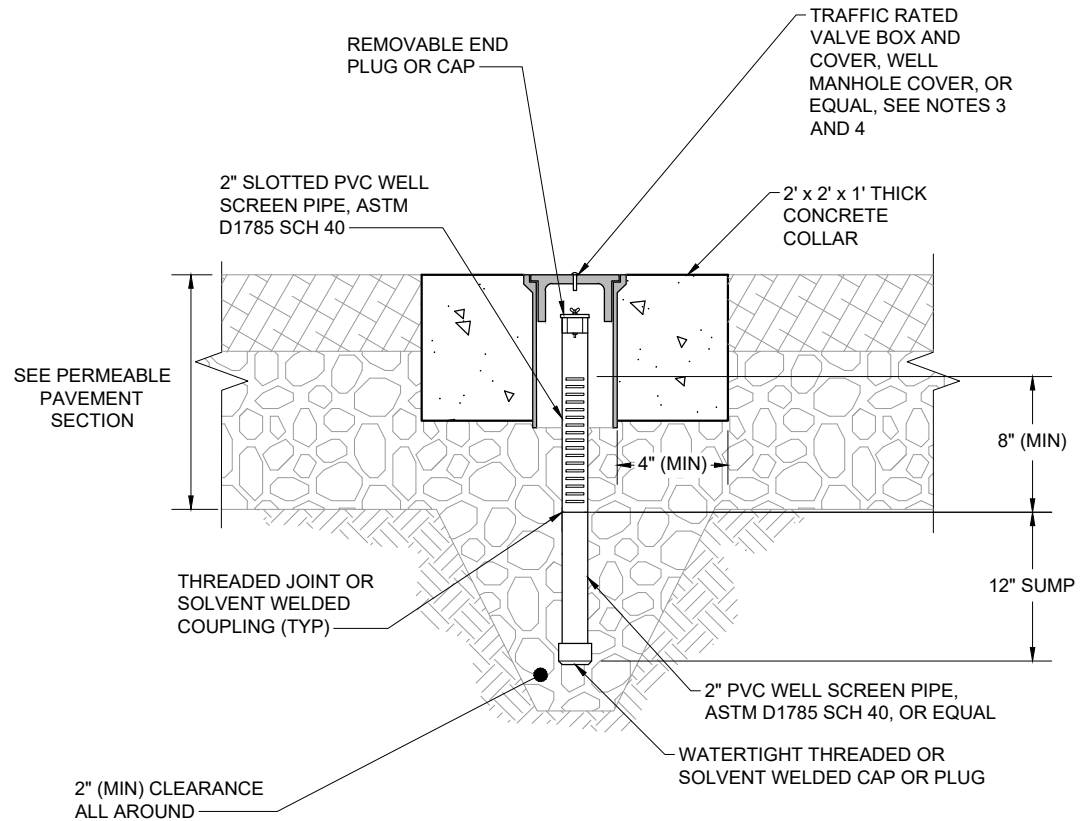 TRAFFIC RATED
VALVE BOX AND
COVER, WELL
MANHOLE COVER, OR
EQUAL, SEE NOTES 3
AND 4
REMOVABLE END
PLUG OR CAP
2" SLOTTED PVC WELL
SCREEN PIPE, ASTM
D1785 SCH 40
2' x 2' x 1' THICK
CONCRETE
COLLAR
SEE PERMEABLE
PAVEMENT
SECTION
8" (MIN)
4" (MIN)
THREADED JOINT OR
SOLVENT WELDED
COUPLING (TYP)
12" SUMP
2" PVC WELL SCREEN PIPE,
ASTM D1785 SCH 40, OR EQUAL
WATERTIGHT THREADED OR
SOLVENT WELDED CAP OR PLUG
2" (MIN) CLEARANCE
ALL AROUND